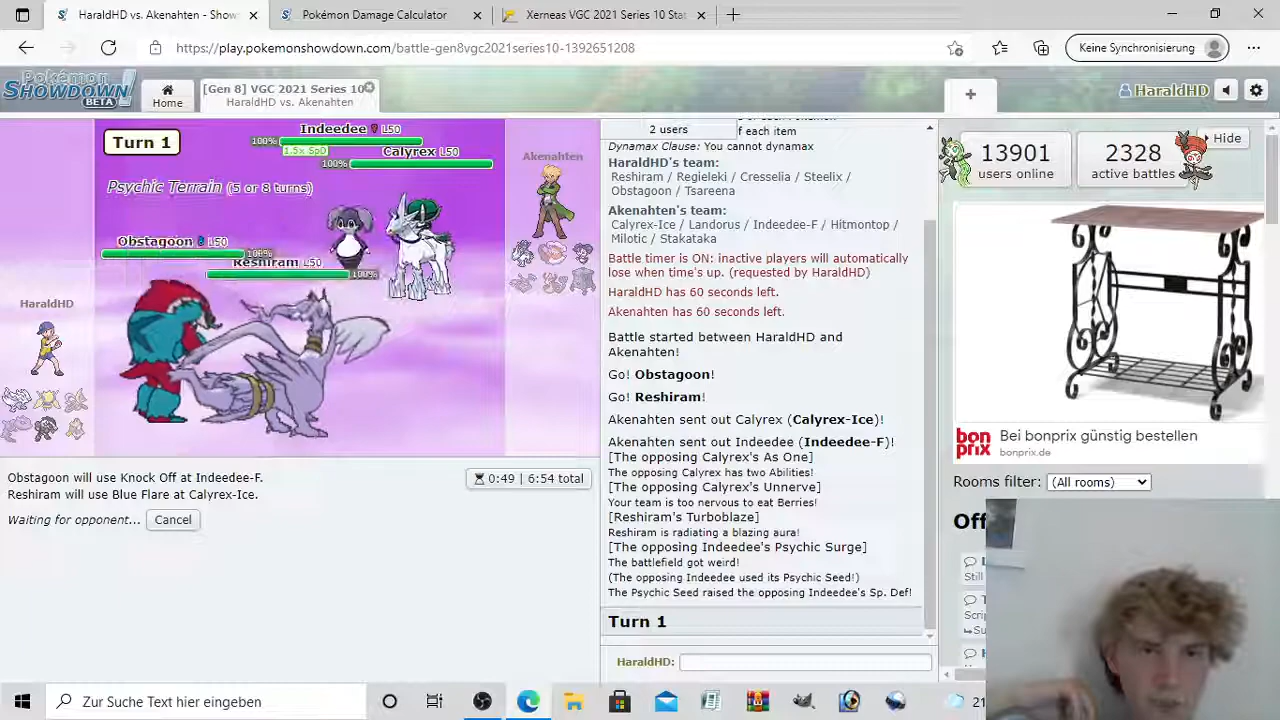 HaraldHD vs. Akenahten - Show
Pokémon Damage Calculator
Xerneas VGC 2021 Series 10 Stat
https://play.pokemonshowdown.com/battle-gen8vgc2021series10-1392651208
Keine Synchronisierung
Pokémon
SHOWDOWN!
BETA
Home
[Gen 8] VGC 2021 Series 10
HaraldHD vs. Akenahten
HaraldHD
Turn 1
Indeedee L50
100%
1.5x SpD
Calyrex L50
100%
Psychic Terrain (5 or 8 turns)
Obstagoon L50
100%
Reshiram L50
100%
Akenahten
HaraldHD
Obstagoon will use Knock Off at Indeedee-F.
Reshiram will use Blue Flare at Calyrex-Ice.
Waiting for opponent... Cancel
0:49 | 6:54 total
2 users
f each item
Dynamax Clause: You cannot dynamax
HaraldHD's team:
Reshiram / Regieleki / Cresselia / Steelix /
Obstagoon / Tsareena
Akenahten's team:
Calyrex-Ice / Landorus / Indeedee-F / Hitmontop /
Milotic / Stakataka
Battle timer is ON: inactive players will automatically
lose when time's up. (requested by HaraldHD)
HaraldHD has 60 seconds left.
Akenahten has 60 seconds left.
Battle started between HaraldHD and
Akenahten!
Go! Obstagoon!
Go! Reshiram!
Akenahten sent out Calyrex (Calyrex-Ice)!
Akenahten sent out Indeedee (Indeedee-F)!
[The opposing Calyrex's As One]
The opposing Calyrex has two Abilities!
[The opposing Calyrex's Unnerve]
Your team is too nervous to eat Berries!
[Reshiram's Turboblaze]
Reshiram is radiating a blazing aura!
[The opposing Indeedee's Psychic Surge]
The battlefield got weird!
(The opposing Indeedee used its Psychic Seed!)
The Psychic Seed raised the opposing Indeedee's Sp. Def!
Turn 1
HaraldHD:
13901
users online
2328
active battles
Hide
bon
prix
Bei bonprix günstig bestellen
bonprix.de
Rooms filter: (All rooms)
Off
Still
Scri
Zur Suche Text hier eingeben
21